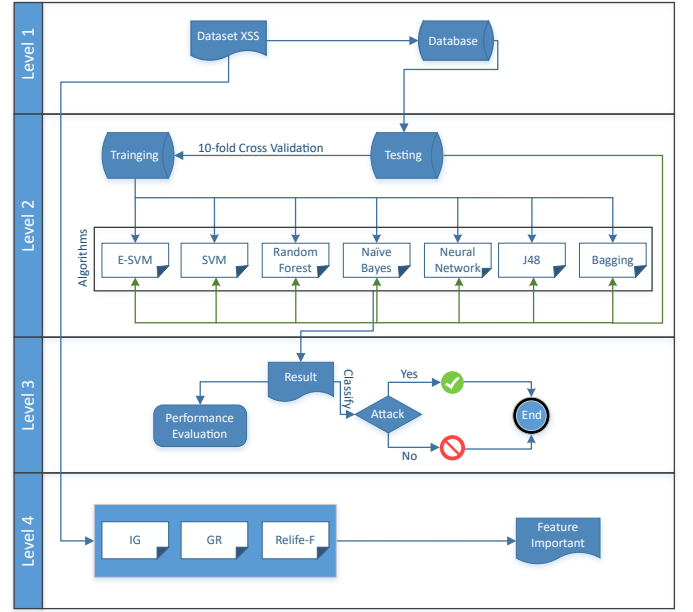 Level 1
Dataset XSS
Database
Level 2
Trainging
10-fold Cross Validation
Testing
Algorithms
E-SVM
SVM
Random
Forest
Naïve
Bayes
Neural
Network
J48
Bagging
Level 3
Result
Classify
Yes
Attack
No
End
Performance
Evaluation
Level 4
IG
GR
Relife-F
Feature
Important